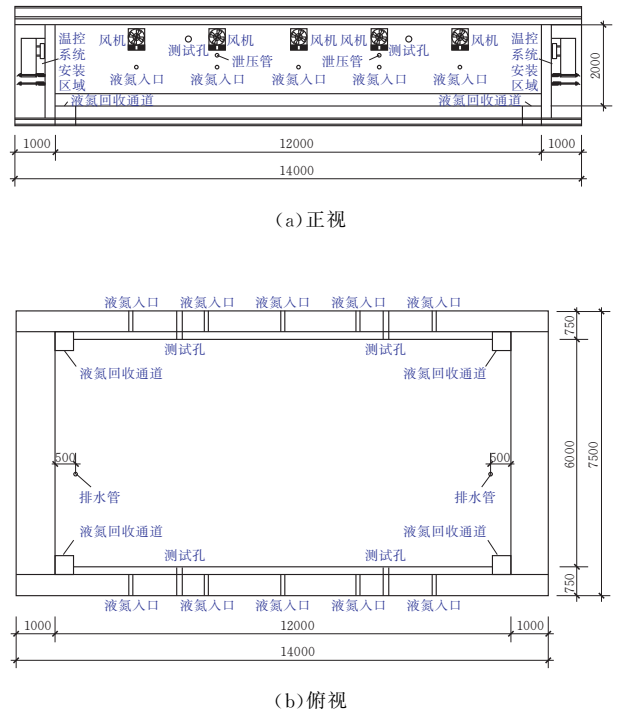 温控
系统
安装
区域
风机
测试孔
风机
泄压管
风机
风机
泄压管
测试孔
风机
温控
系统
安装
区域
液氮入口
液氮入口
液氮入口
液氮入口
液氮入口
液氮回收通道
液氮回收通道
2000
1000
12000
1000
14000
(a)正视
液氮入口
液氮入口
液氮入口
液氮入口
液氮入口
测试孔
测试孔
液氮回收通道
液氮回收通道
750
500
500
6000
7500
排水管
排水管
液氮回收通道
液氮回收通道
测试孔
测试孔
750
液氮入口
液氮入口
液氮入口
液氮入口
液氮入口
1000
12000
1000
14000
(b)俯视